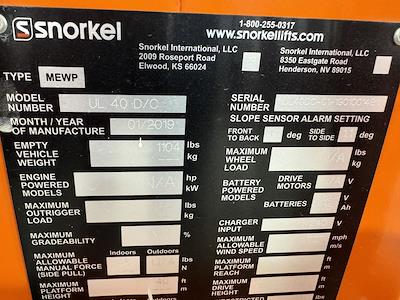 snorkel
1-800-255-0317
www.snorkellifts.com
Snorkel International, LLC
2009 Roseport Road
Elwood, KS 66024
Snorkel International, LLC
8350 Eastgate Road
Henderson, NV 89015
TYPE MEWP
MODEL NUMBER UL 40 D/C
MONTH / YEAR OF MANUFACTURE 01/2019
EMPTY VEHICLE WEIGHT 1104 lbs
kg
ENGINE POWERED MODELS N/A hp
kW
MAXIMUM OUTRIGGER LOAD lbs
kg
MAXIMUM GRADEABILITY %
Indoors Outdoors
MAXIMUM ALLOWABLE MANUAL FORCE (SIDE PULL) lbs
N
MAXIMUM PLATFORM HEIGHT 40 ft
m
SERIAL NUMBER
SLOPE SENSOR ALARM SETTING
FRONT TO BACK deg SIDE TO SIDE deg
MAXIMUM WHEEL LOAD lbs
kg
BATTERY POWERED MODELS DRIVE MOTORS V
BATTERIES V
Ah
CHARGER INPUT V
MAXIMUM ALLOWABLE WIND SPEED mph
m/s
MAXIMUM PLATFORM REACH ft
m
MAXIMUM DRIVE HEIGHT ft
m